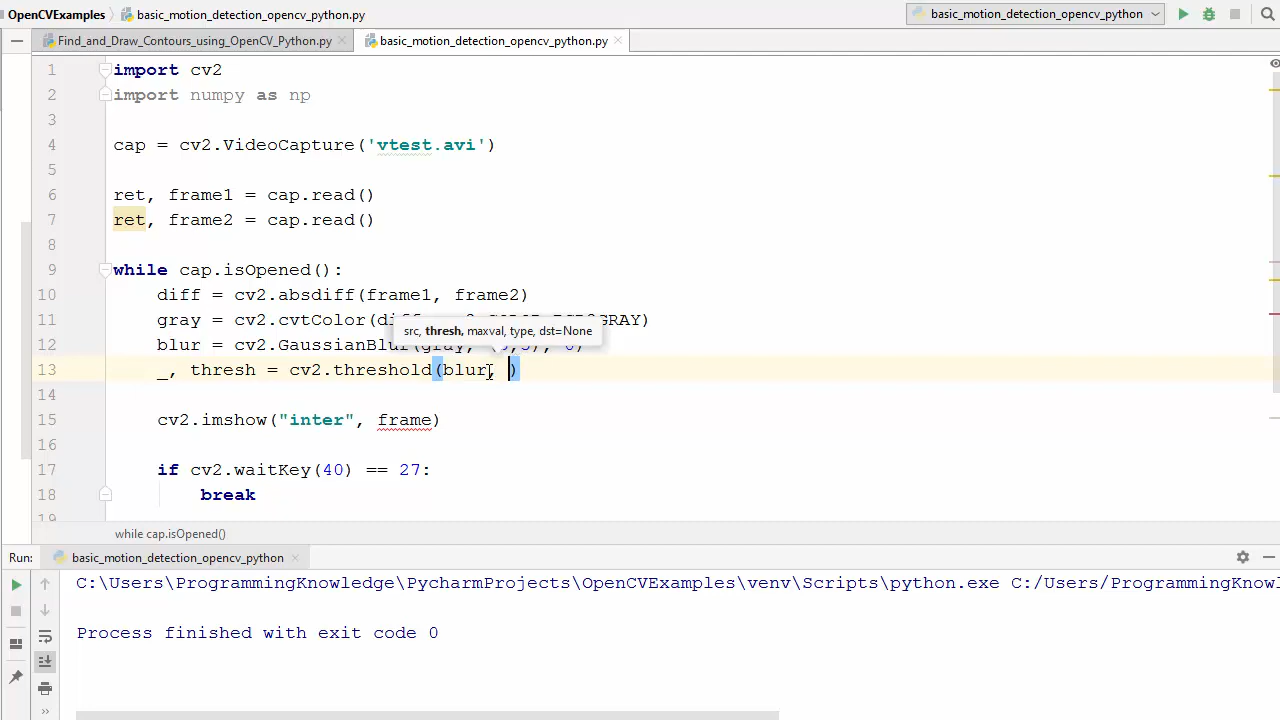 OpenCVExamples basic_motion_detection_opencv_python.py basic_motion_detection_opencv_python
Find_and_Draw_Contours_using_OpenCV_Python.py basic_motion_detection_opencv_python.py
1 import cv2
2 import numpy as np
3
4 cap = cv2.VideoCapture('vtest.avi')
5
6 ret, frame1 = cap.read()
7 ret, frame2 = cap.read()
8
9 while cap.isOpened():
10 diff = cv2.absdiff(frame1, frame2)
11 gray = cv2.cvtColor(diff GRAY)
src, thresh, maxval, type, dst=None
12 blur = cv2.GaussianBlur(gray, (5,5), 0)
13 _, thresh = cv2.threshold(blur, )
14
15 cv2.imshow("inter", frame)
16
17 if cv2.waitKey(40) == 27:
18 break
19
while cap.isOpened()
Run: basic_motion_detection_opencv_python
C:\Users\ProgrammingKnowledge\PycharmProjects\OpenCVExamples\venv\Scripts\python.exe C:/Users/ProgrammingKnowl
Process finished with exit code 0